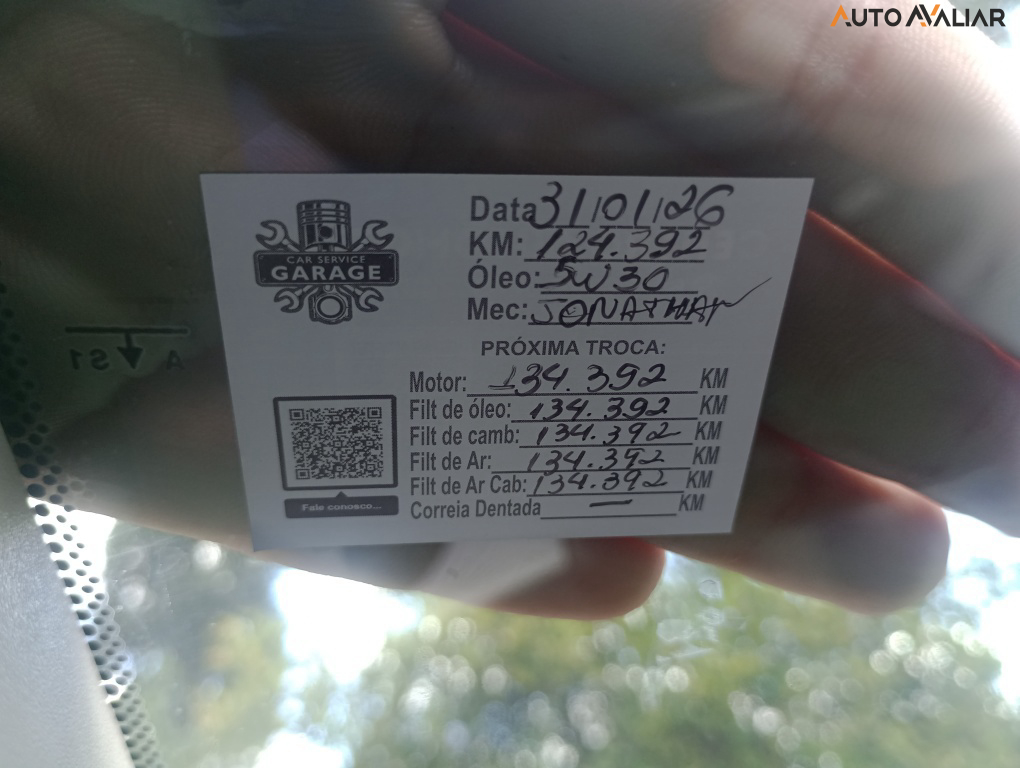 AUTO AVALIAR
CAR SERVICE
GARAGE
Data 31/01/26
KM: 124.392
Óleo: 5W30
Mec: JONATHAN
PRÓXIMA TROCA:
Motor: 134.392 KM
Filt de óleo: 134.392 KM
Filt de camb: 134.392 KM
Filt de Ar: 134.392 KM
Filt de Ar Cab: 134.392 KM
Correia Dentada — KM
Fale conosco...
A S1